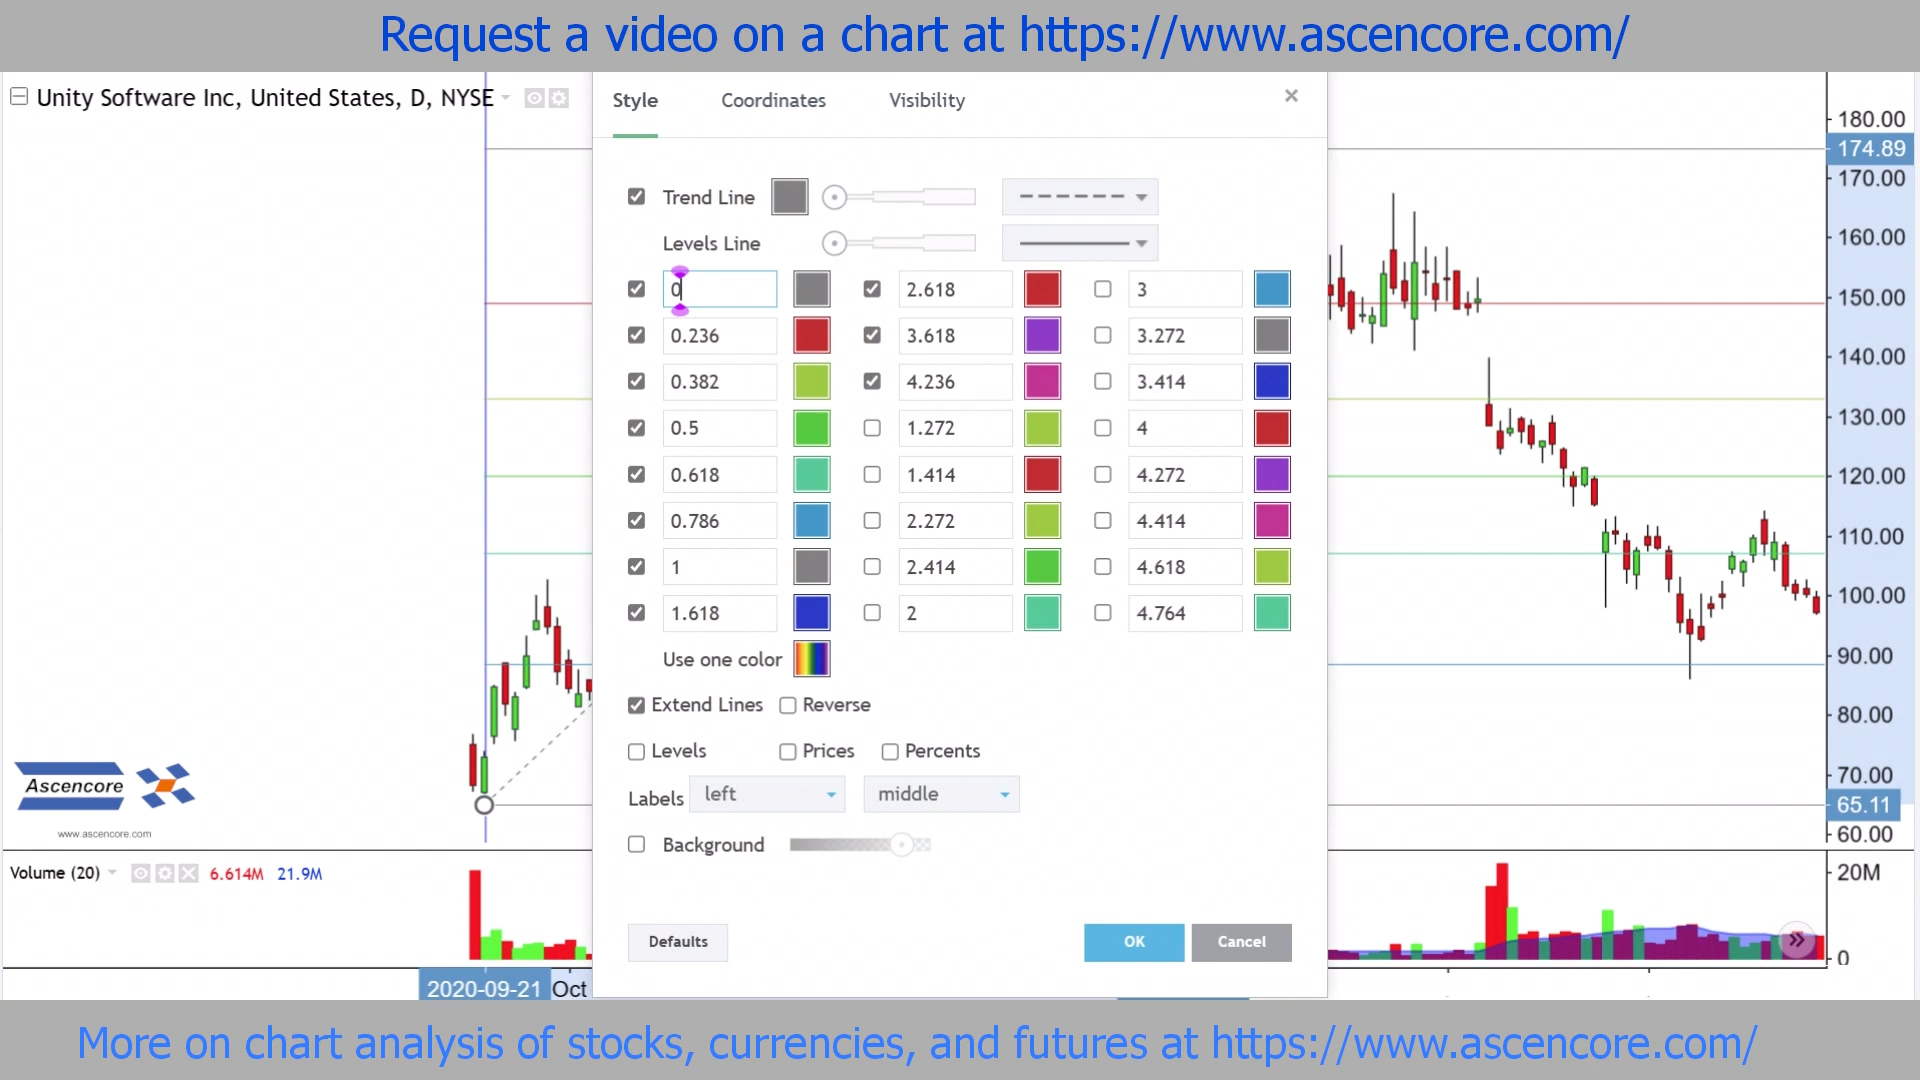 Request a video on a chart at https://www.ascencore.com/
Unity Software Inc, United States, D, NYSE
Style Coordinates Visibility ×
Trend Line
Levels Line
0 2.618 3
0.236 3.618 3.272
0.382 4.236 3.414
0.5 1.272 4
0.618 1.414 4.272
0.786 2.272 4.414
1 2.414 4.618
1.618 2 4.764
Use one color
Extend Lines Reverse
Levels Prices Percents
Labels left middle
Background
Defaults OK Cancel
180.00
174.89
170.00
160.00
150.00
140.00
130.00
120.00
110.00
100.00
90.00
80.00
70.00
65.11
60.00
Ascencore
www.ascencore.com
Volume (20) 6.614M 21.9M
20M
0
2020-09-21 Oct
More on chart analysis of stocks, currencies, and futures at https://www.ascencore.com/